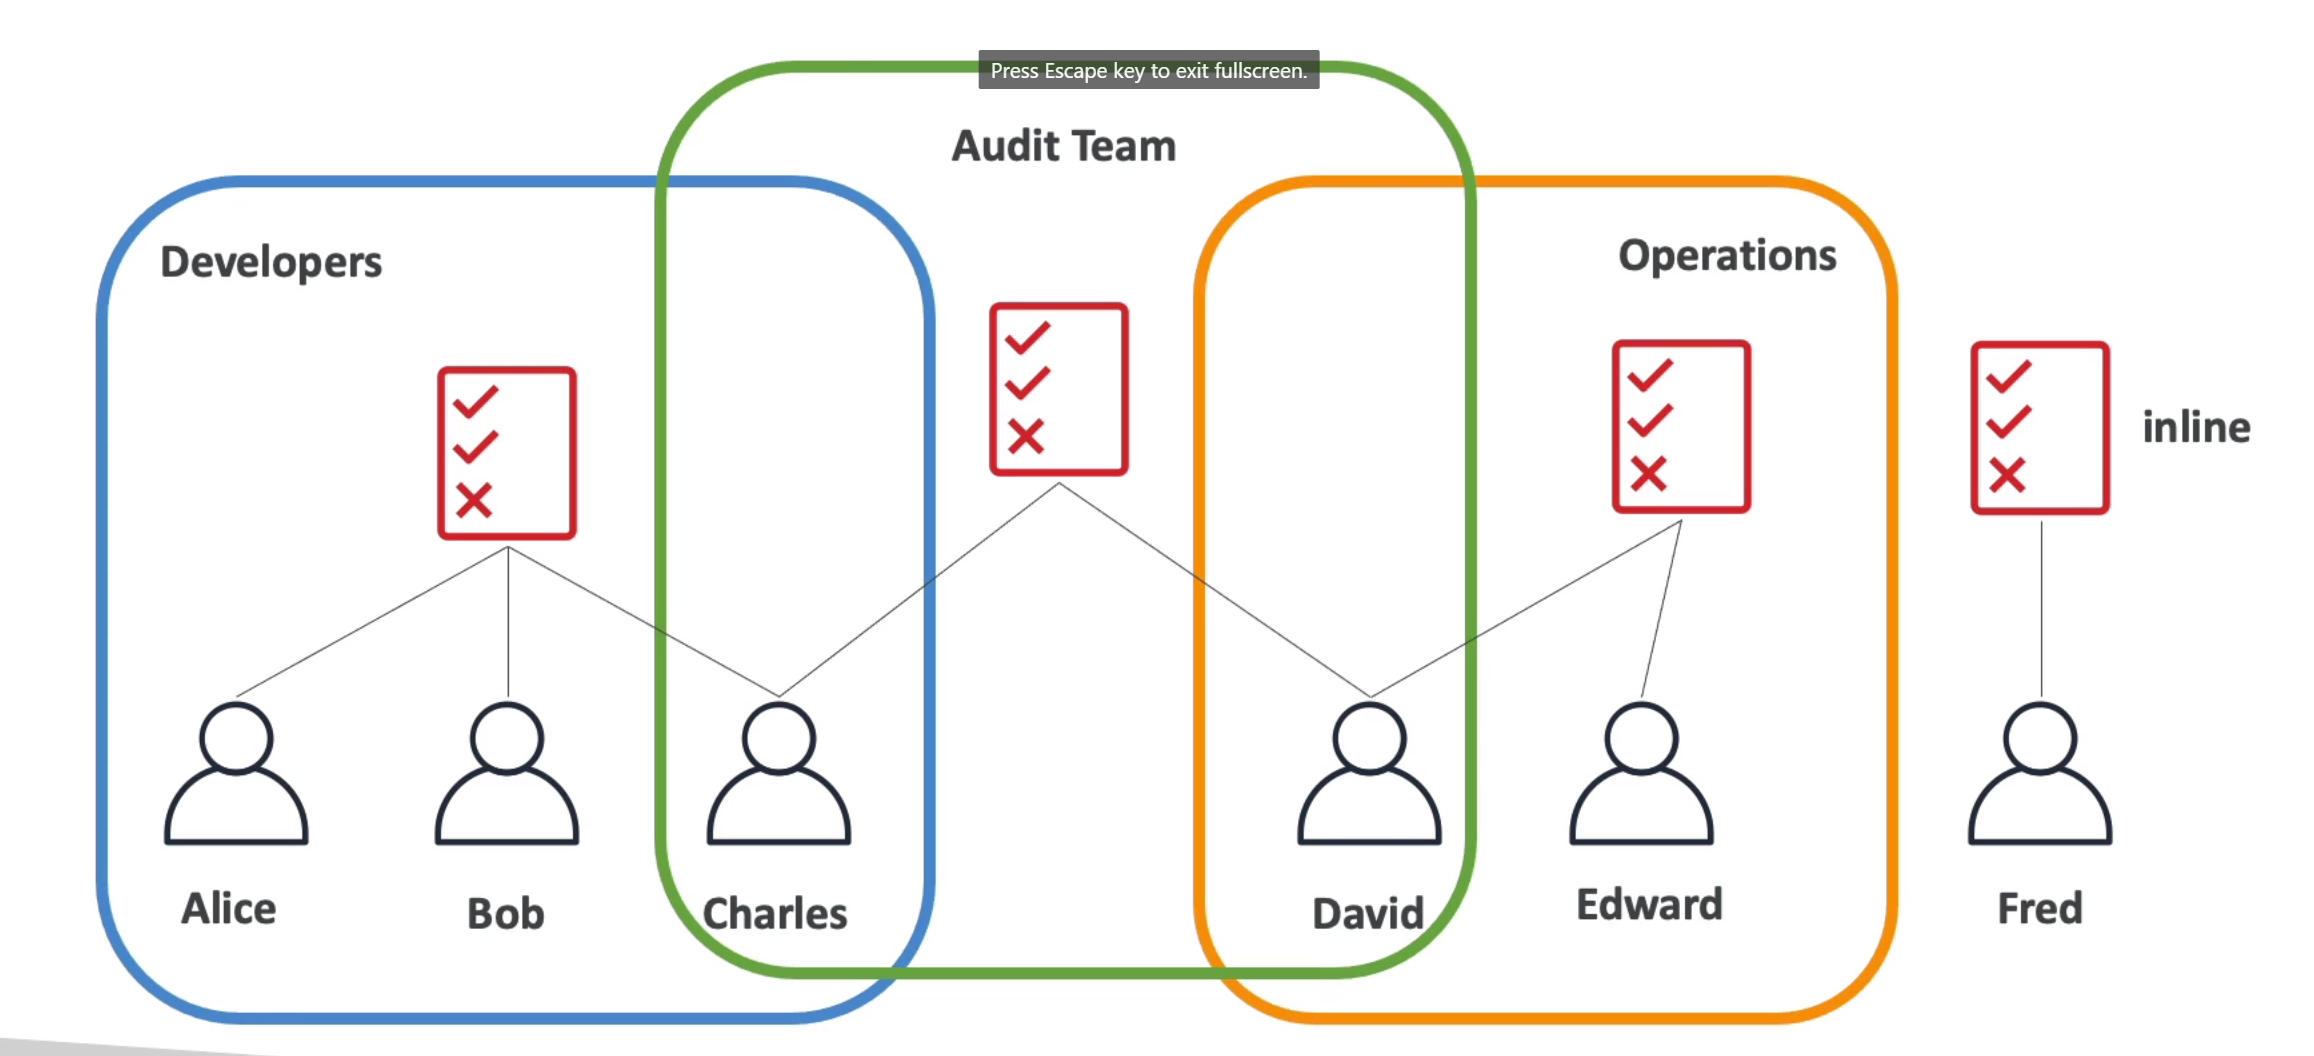 Press Escape key to exit fullscreen.
Audit Team
Developers
Operations
inline
Alice
Bob
Charles
David
Edward
Fred